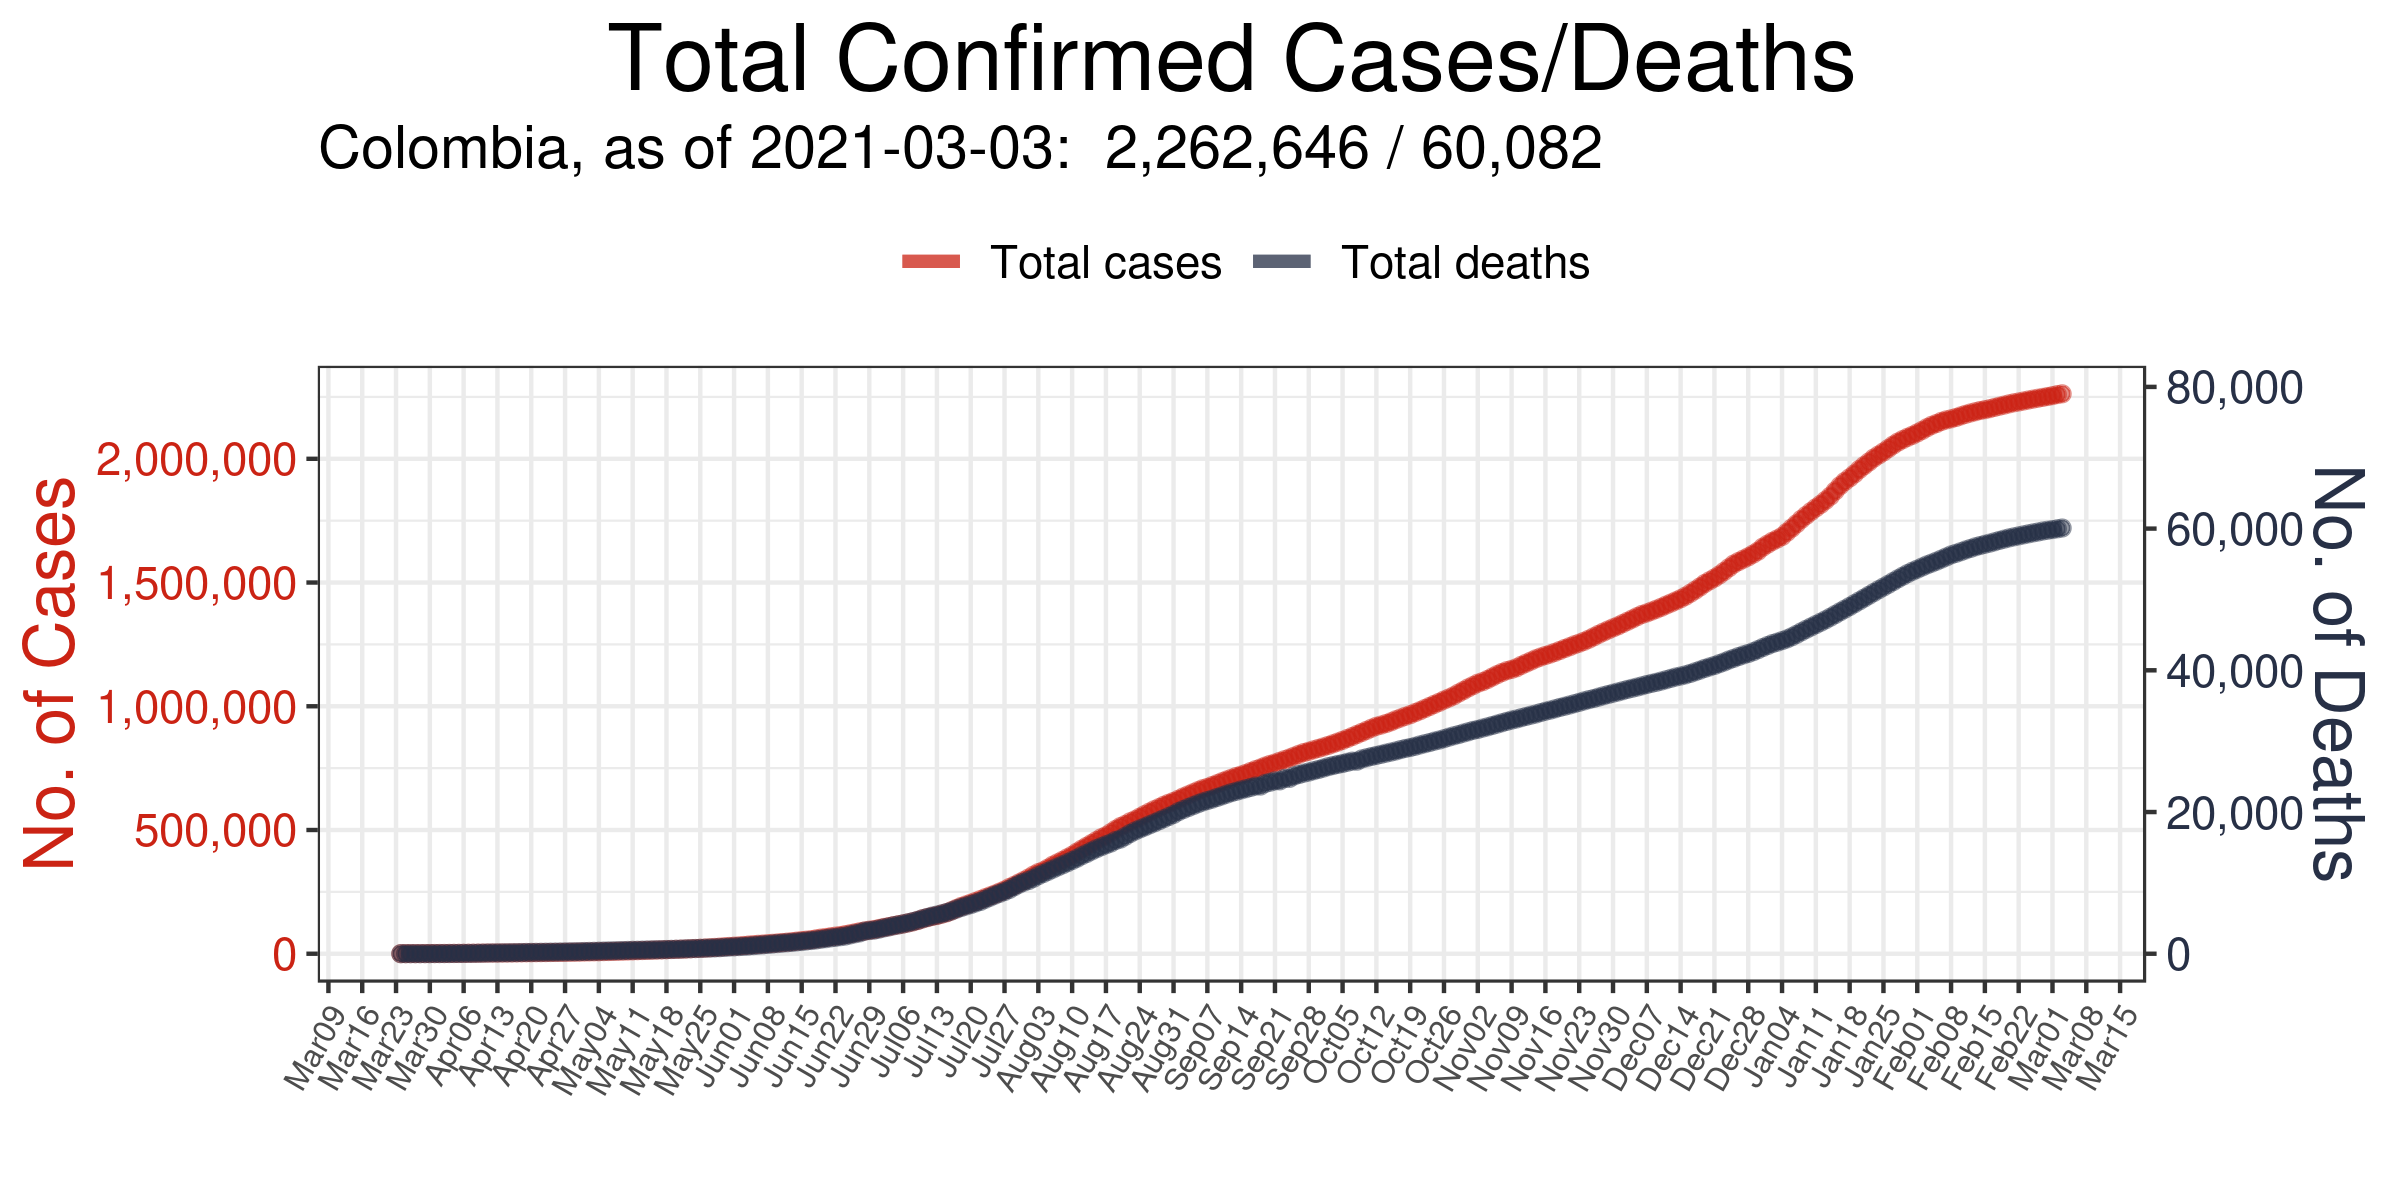 Total Confirmed Cases/Deaths
Colombia, as of 2021-03-03:  2,262,646 / 60,082
Total cases
Total deaths
No. of Cases
2,000,000
1,500,000
1,000,000
500,000
0
80,000
60,000
40,000
20,000
0
No. of Deaths
Mar09
Mar16
Mar23
Mar30
Apr06
Apr13
Apr20
Apr27
May04
May11
May18
May25
Jun01
Jun08
Jun15
Jun22
Jun29
Jul06
Jul13
Jul20
Jul27
Aug03
Aug10
Aug17
Aug24
Aug31
Sep07
Sep14
Sep21
Sep28
Oct05
Oct12
Oct19
Oct26
Nov02
Nov09
Nov16
Nov23
Nov30
Dec07
Dec14
Dec21
Dec28
Dec04
Jan11
Jan18
Jan25
Feb01
Feb08
Feb15
Feb22
Mar01
Mar08
Mar15